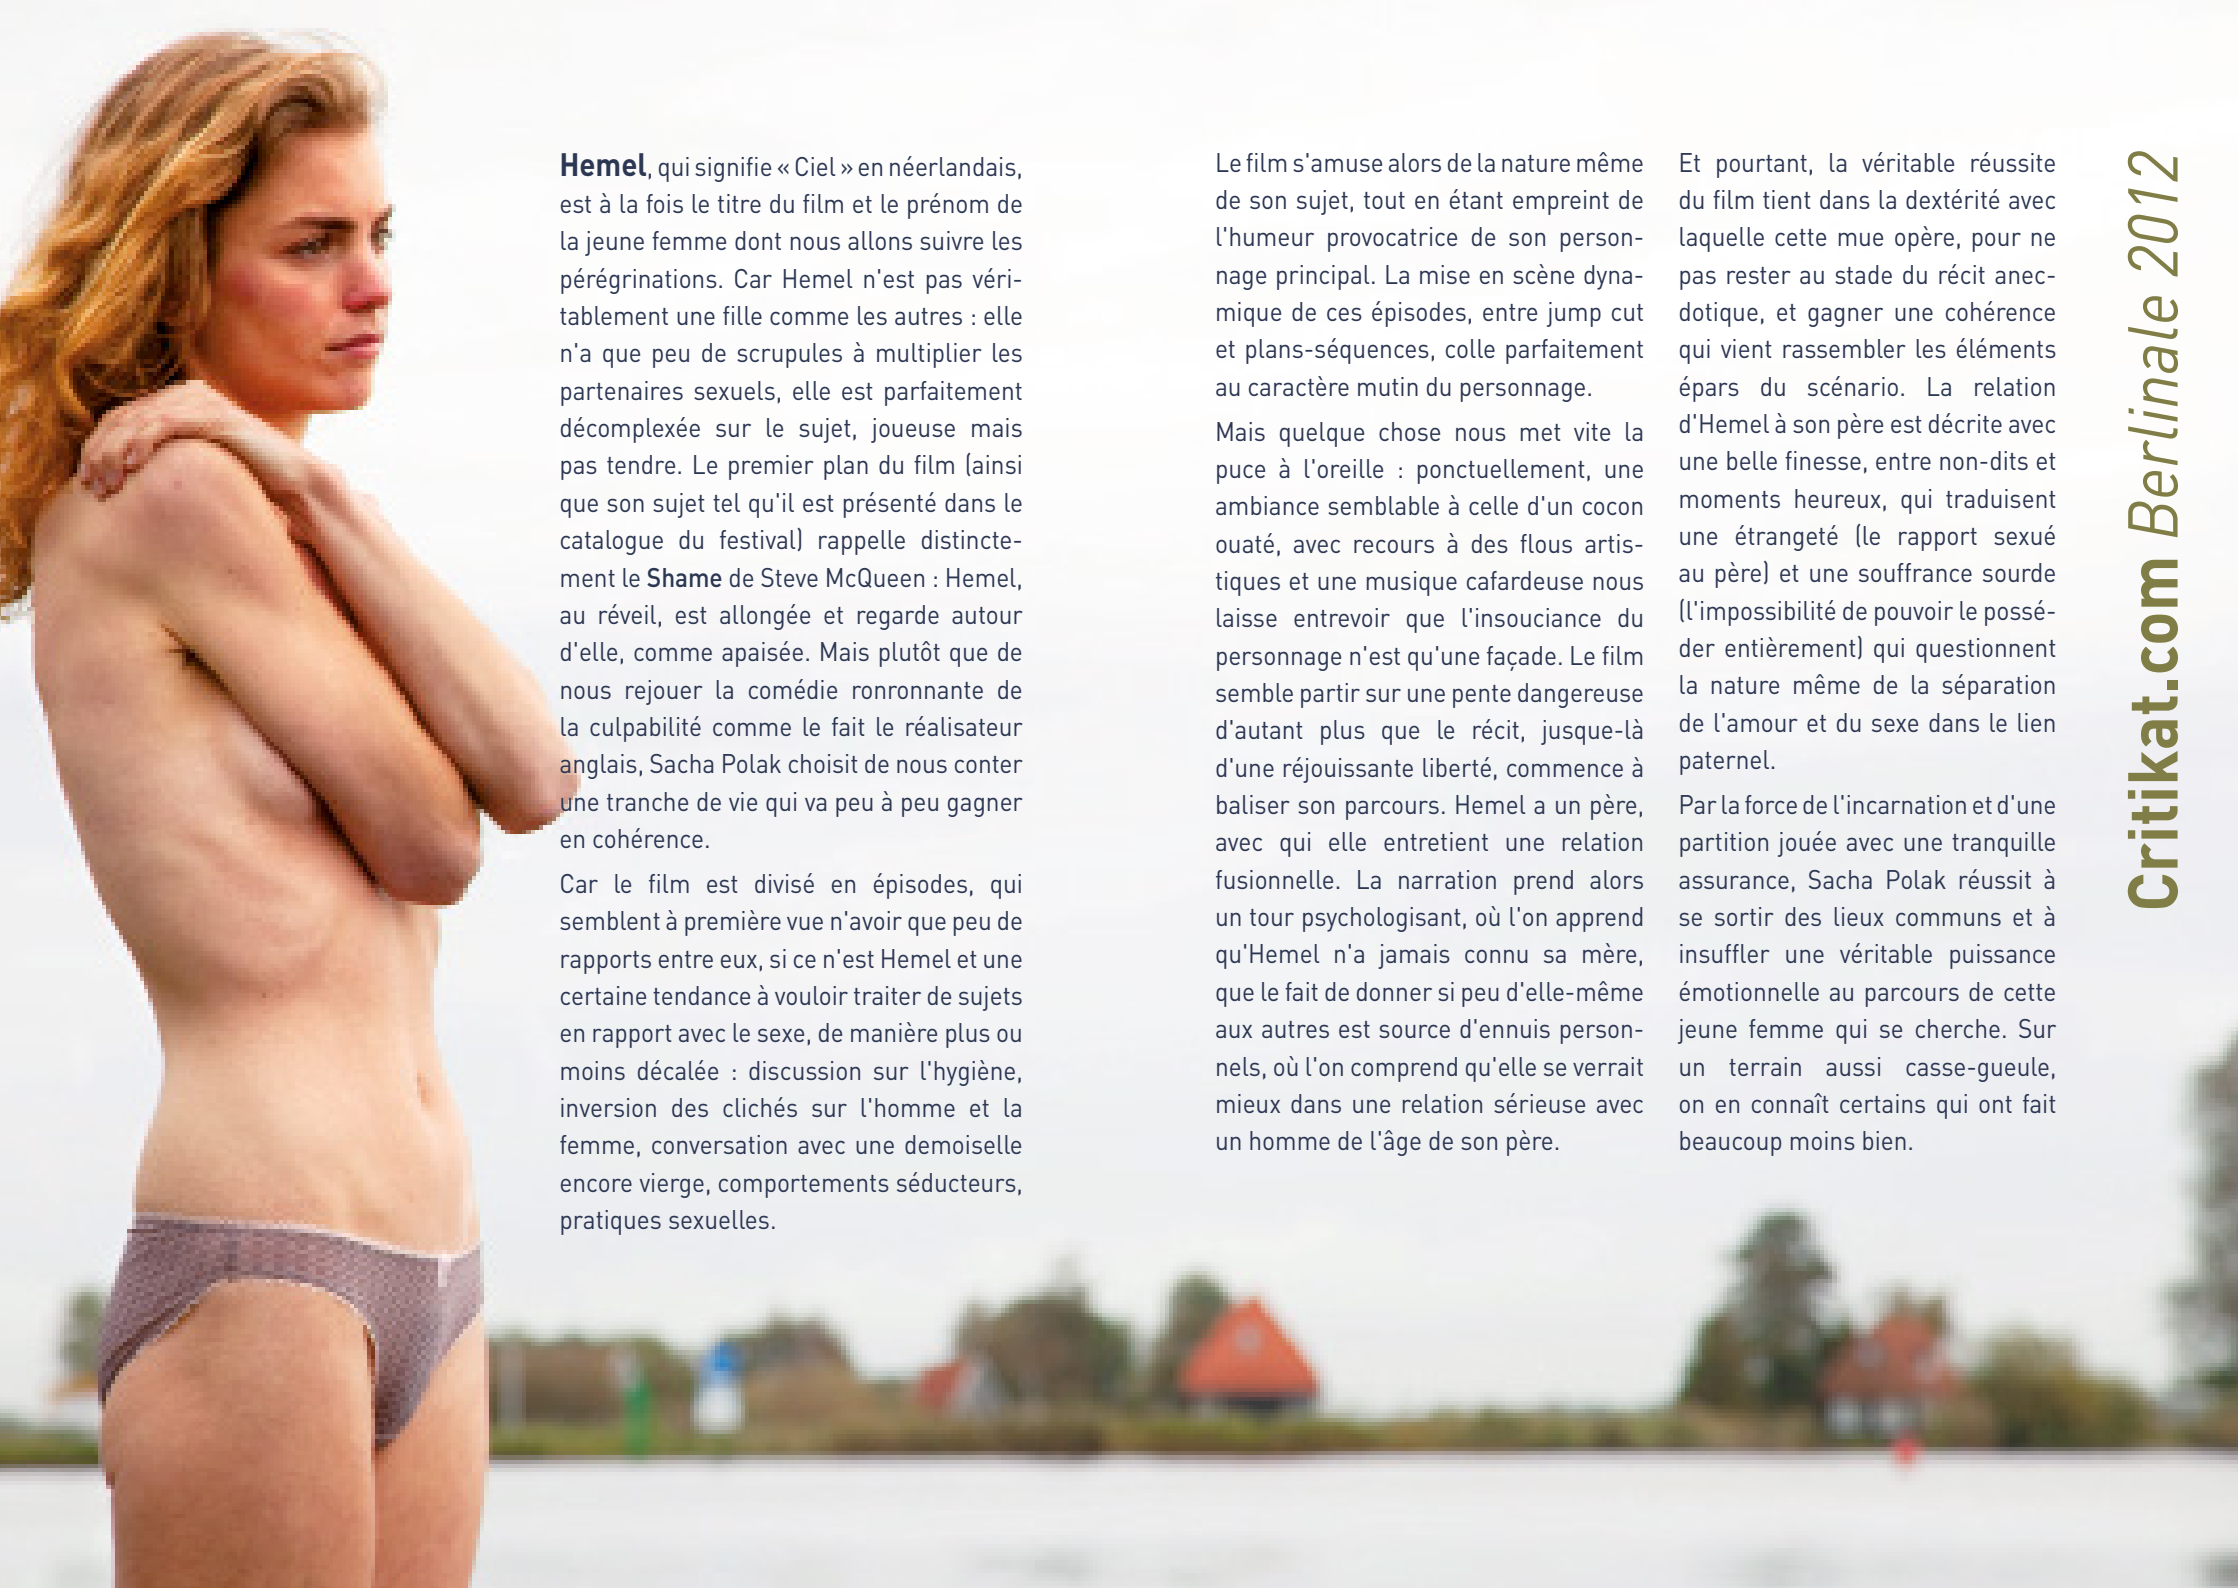 Hemel, qui signifie « Ciel » en néerlandais,
est à la fois le titre du film et le prénom de
la jeune femme dont nous allons suivre les
pérégrinations. Car Hemel n'est pas véri-
tablement une fille comme les autres : elle
n'a que peu de scrupules à multiplier les
partenaires sexuels, elle est parfaitement
décomplexée sur le sujet, joueuse mais
pas tendre. Le premier plan du film (ainsi
que son sujet tel qu'il est présenté dans le
catalogue du festival) rappelle distincte-
ment le Shame de Steve McQueen : Hemel,
au réveil, est allongée et regarde autour
d'elle, comme apaisée. Mais plutôt que de
nous rejouer la comédie ronronnante de
la culpabilité comme le fait le réalisateur
anglais, Sacha Polak choisit de nous conter
une tranche de vie qui va peu à peu gagner
en cohérence.
Car le film est divisé en épisodes, qui
semblent à première vue n'avoir que peu de
rapports entre eux, si ce n'est Hemel et une
certaine tendance à vouloir traiter de sujets
en rapport avec le sexe, de manière plus ou
moins décalée : discussion sur l'hygiène,
inversion des clichés sur l'homme et la
femme, conversation avec une demoiselle
encore vierge, comportements séducteurs,
pratiques sexuelles.
Le film s'amuse alors de la nature même
de son sujet, tout en étant empreint de
l'humeur provocatrice de son person-
nage principal. La mise en scène dyna-
mique de ces épisodes, entre jump cut
et plans-séquences, colle parfaitement
au caractère mutin du personnage.
Mais quelque chose nous met vite la
puce à l'oreille : ponctuellement, une
ambiance semblable à celle d'un cocon
ouaté, avec recours à des flous artis-
tiques et une musique cafardeuse nous
laisse entrevoir que l'insouciance du
personnage n'est qu'une façade. Le film
semble partir sur une pente dangereuse
d'autant plus que le récit, jusque-là
d'une réjouissante liberté, commence à
baliser son parcours. Hemel a un père,
avec qui elle entretient une relation
fusionnelle. La narration prend alors
un tour psychologisant, où l'on apprend
qu'Hemel n'a jamais connu sa mère,
que le fait de donner si peu d'elle-même
aux autres est source d'ennuis person-
nels, où l'on comprend qu'elle se verrait
mieux dans une relation sérieuse avec
un homme de l'âge de son père.
Et pourtant, la véritable réussite
du film tient dans la dextérité avec
laquelle cette mue opère, pour ne
pas rester au stade du récit anec-
dotique, et gagner une cohérence
qui vient rassembler les éléments
épars du scénario. La relation
d'Hemel à son père est décrite avec
une belle finesse, entre non-dits et
moments heureux, qui traduisent
une étrangeté (le rapport sexué
au père) et une souffrance sourde
(l'impossibilité de pouvoir le possé-
der entièrement) qui questionnent
la nature même de la séparation
de l'amour et du sexe dans le lien
paternel.
Par la force de l'incarnation et d'une
partition jouée avec une tranquille
assurance, Sacha Polak réussit à
se sortir des lieux communs et à
insuffler une véritable puissance
émotionnelle au parcours de cette
jeune femme qui se cherche. Sur
un terrain aussi casse-gueule,
on en connaît certains qui ont fait
beaucoup moins bien.
Critikat.com Berlinale 2012